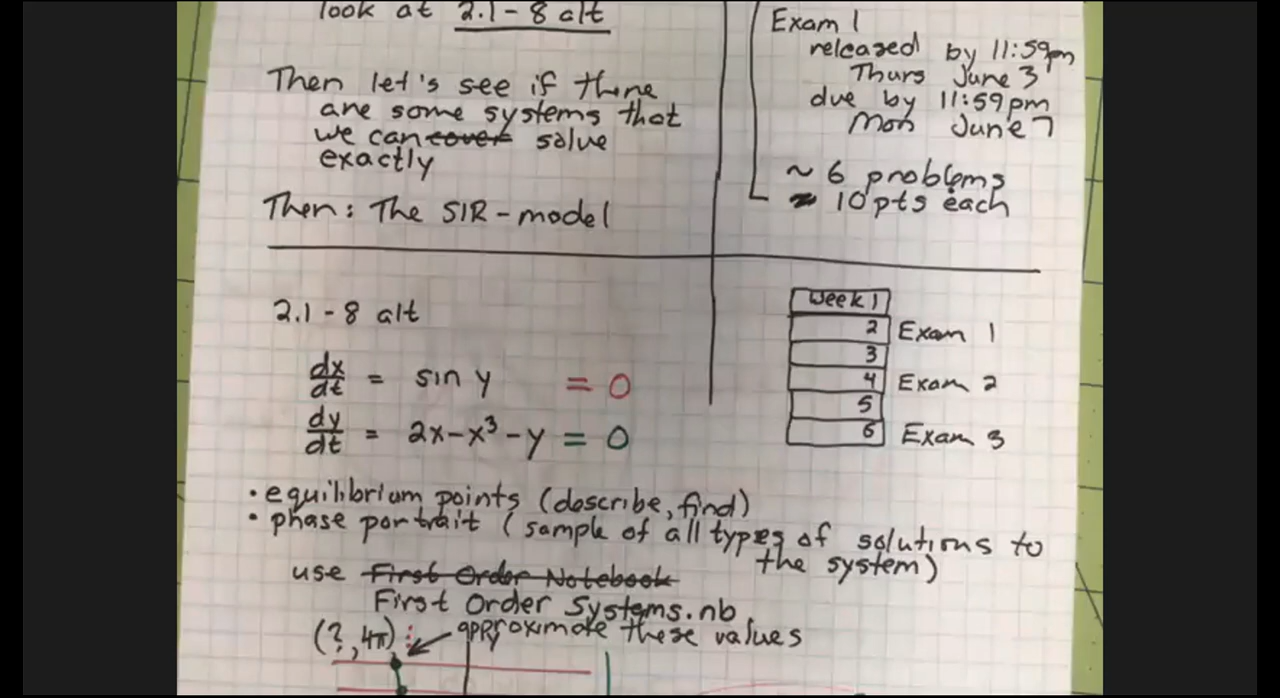 look at 2.1-8 alt
Then let's see if there
are some systems that
we can cover solve
exactly
Then: The SIR-model
Exam 1
released by 11:59pm
Thurs June 3
due by 11:59pm
Mon June 7
~ 6 problems
≈ 10 pts each
2.1-8 alt
dx/dt = sin y = 0
dy/dt = 2x-x³-y = 0
Week 1
2 Exam 1
3
4 Exam 2
5
6 Exam 3
• equilibrium points (describe, find)
• phase portrait (sample of all types of solutions to
the system)
use First Order Notebook
First Order Systems.nb
(?, 4π) approximate these values
y